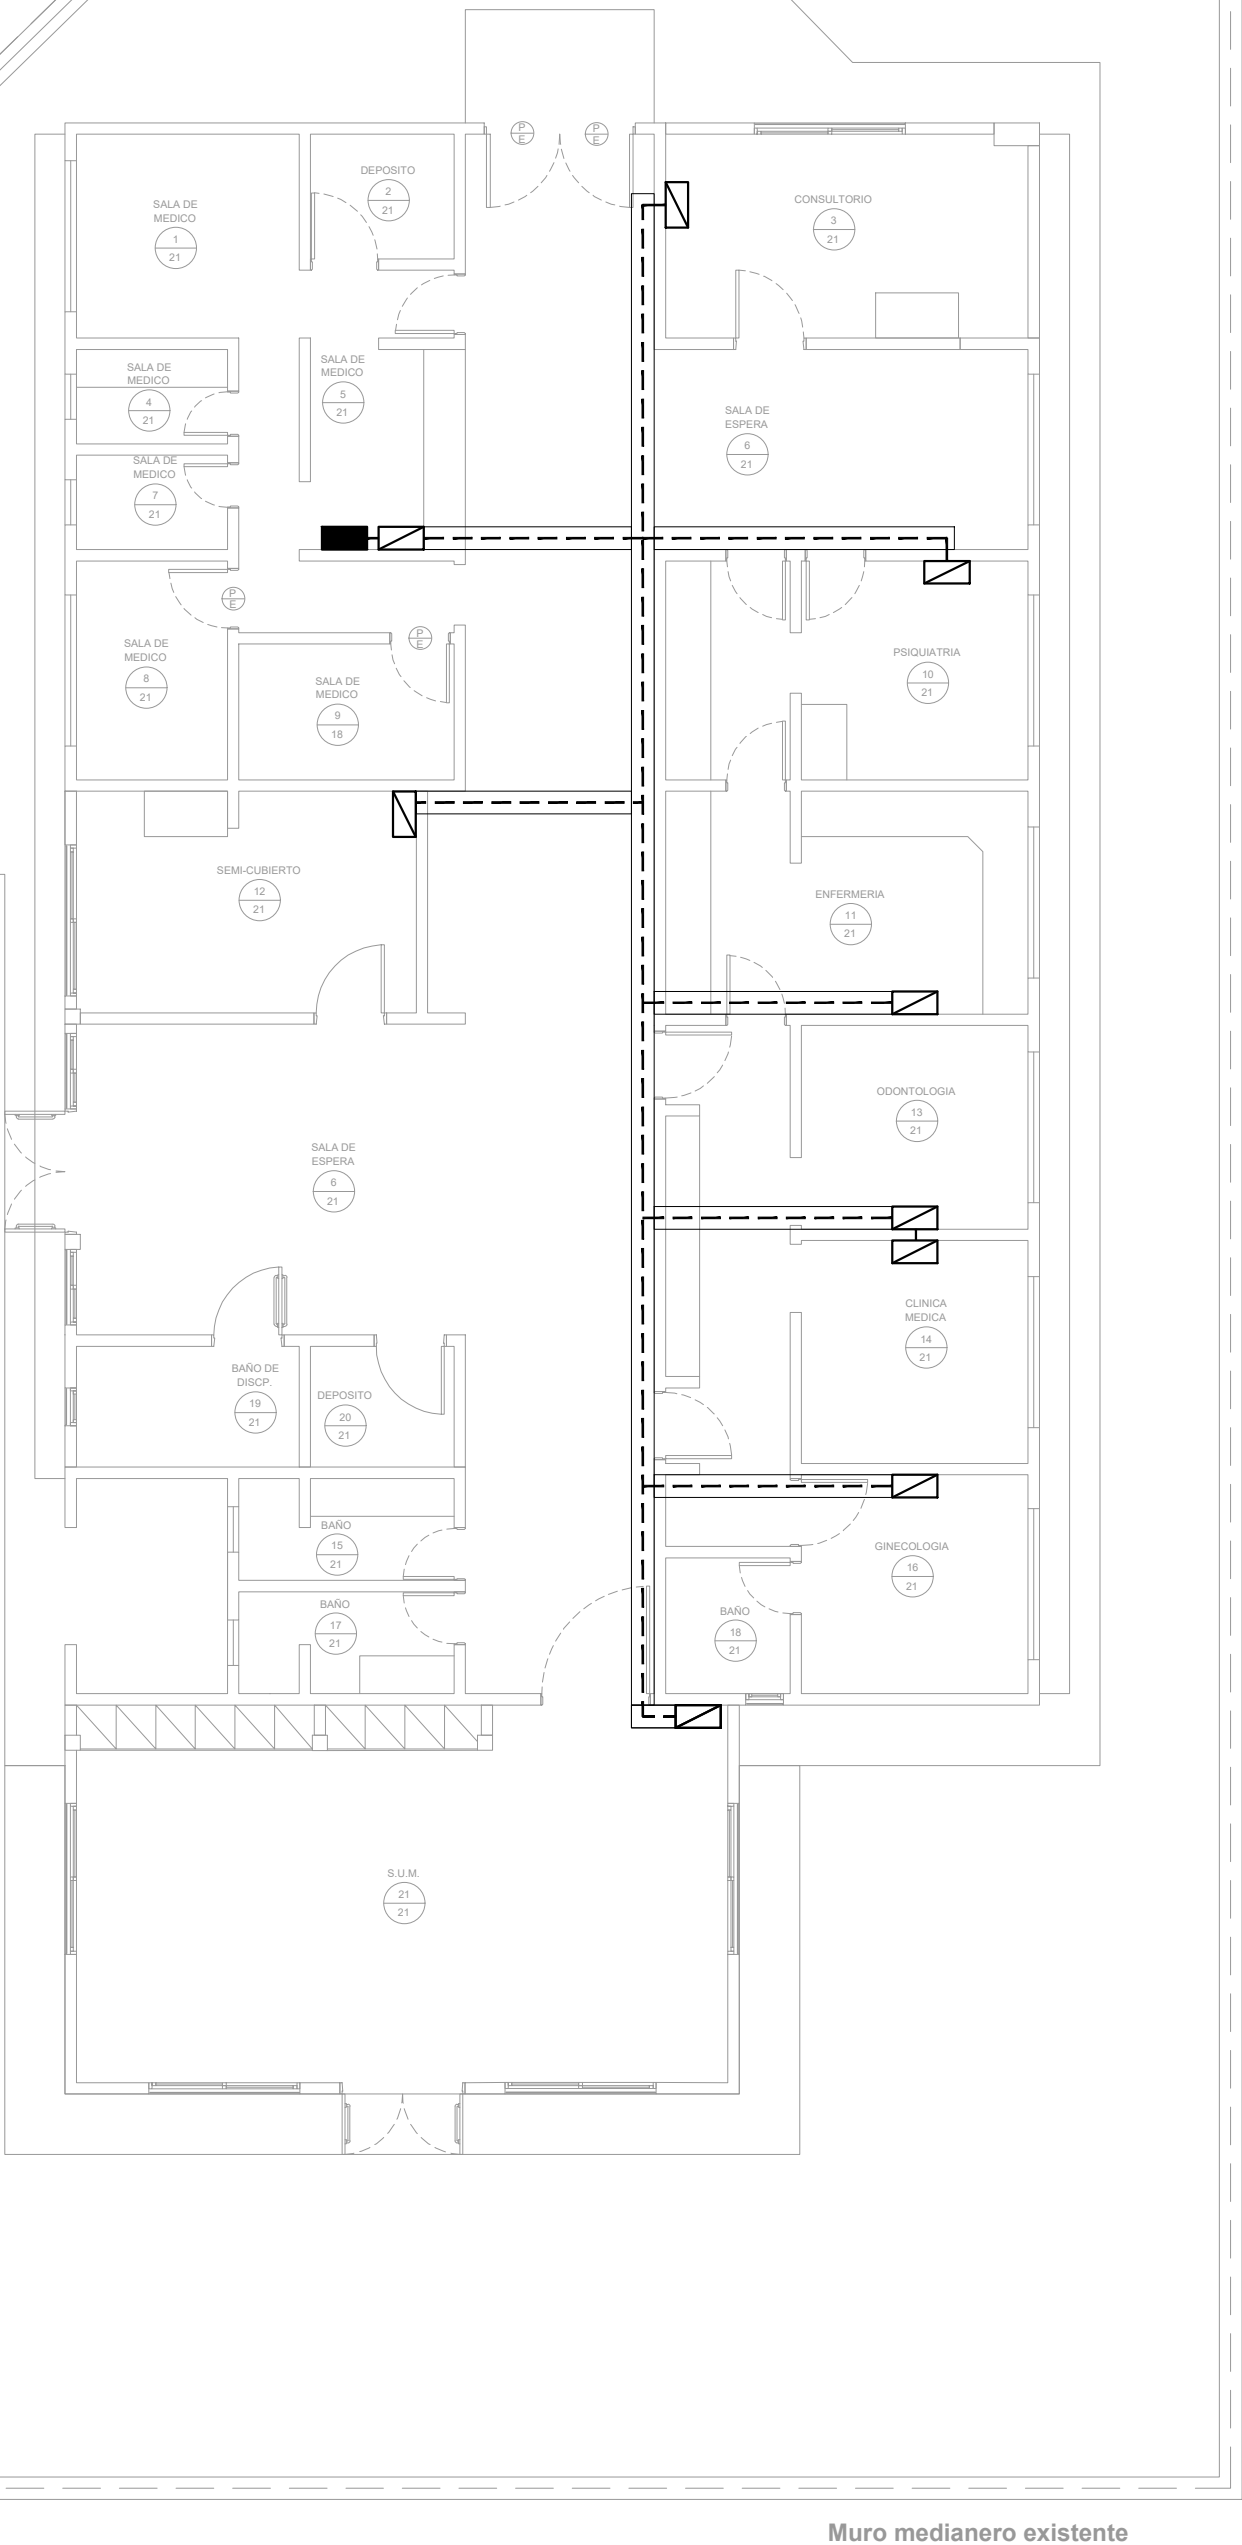 P
E
P
E
DEPOSITO
2
21
CONSULTORIO
3
21
SALA DE
MEDICO
1
21
SALA DE
MEDICO
5
21
SALA DE
MEDICO
4
21
SALA DE
ESPERA
6
21
SALA DE
MEDICO
7
21
P
E
P
E
SALA DE
MEDICO
8
21
SALA DE
MEDICO
9
18
PSIQUIATRIA
10
21
SEMI-CUBIERTO
12
21
ENFERMERIA
11
21
ODONTOLOGIA
13
21
SALA DE
ESPERA
6
21
CLINICA
MEDICA
14
21
BAÑO DE
DISCP.
19
21
DEPOSITO
20
21
BAÑO
15
21
GINECOLOGIA
16
21
BAÑO
17
21
BAÑO
18
21
S.U.M.
21
21
Muro medianero existente